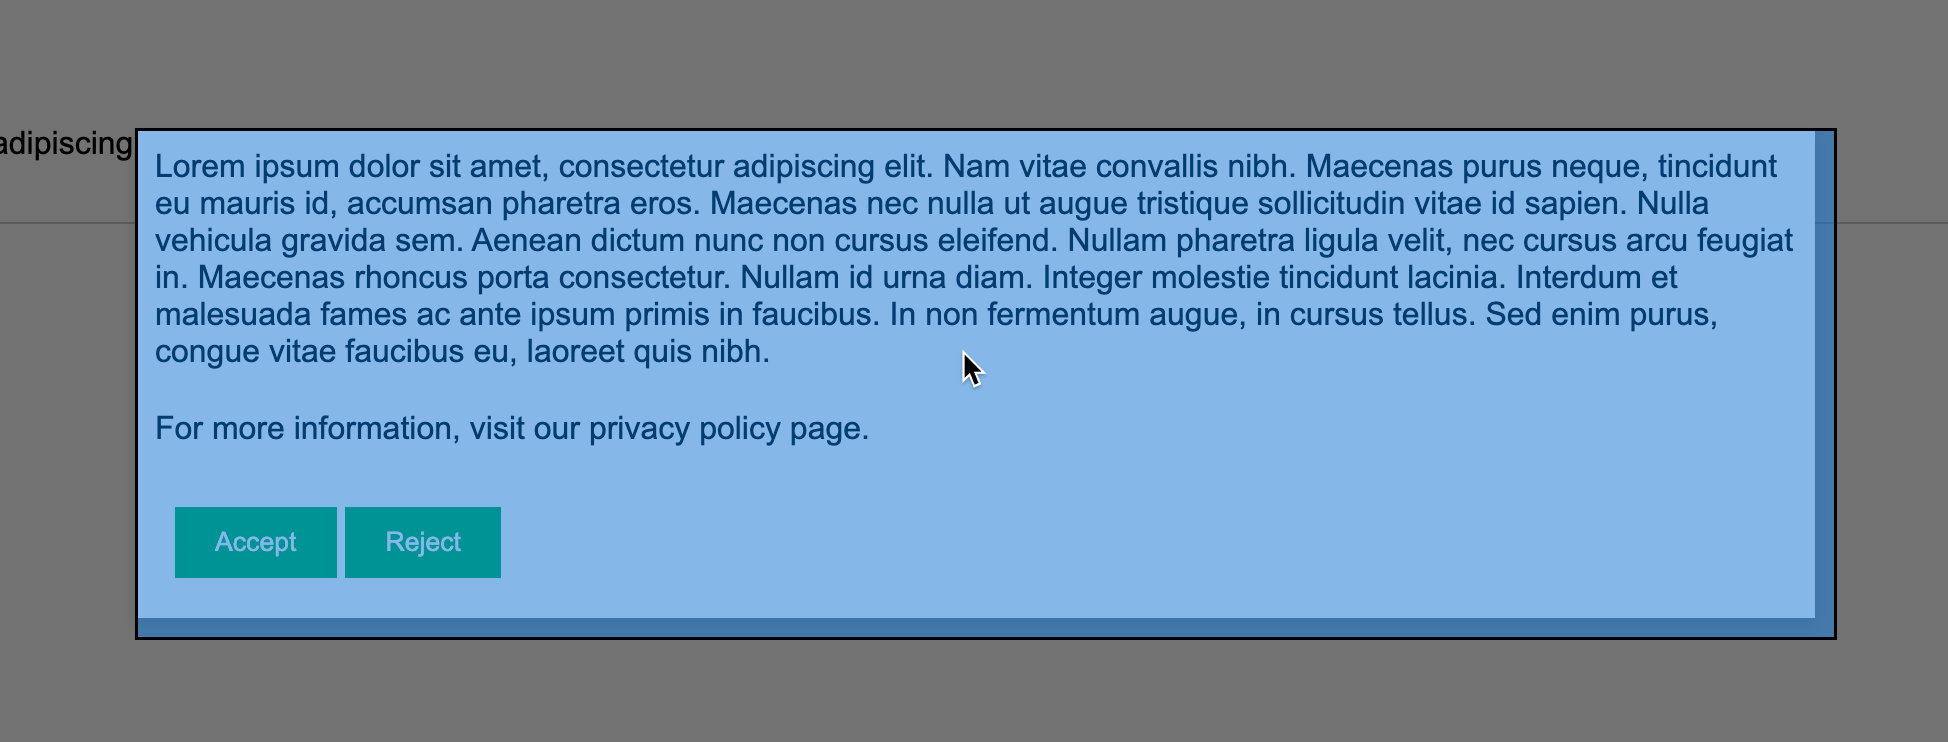 adipiscing
Lorem ipsum dolor sit amet, consectetur adipiscing elit. Nam vitae convallis nibh. Maecenas purus neque, tincidunt
eu mauris id, accumsan pharetra eros. Maecenas nec nulla ut augue tristique sollicitudin vitae id sapien. Nulla
vehicula gravida sem. Aenean dictum nunc non cursus eleifend. Nullam pharetra ligula velit, nec cursus arcu feugiat
in. Maecenas rhoncus porta consectetur. Nullam id urna diam. Integer molestie tincidunt lacinia. Interdum et
malesuada fames ac ante ipsum primis in faucibus. In non fermentum augue, in cursus tellus. Sed enim purus,
congue vitae faucibus eu, laoreet quis nibh.
For more information, visit our privacy policy page.
Accept Reject